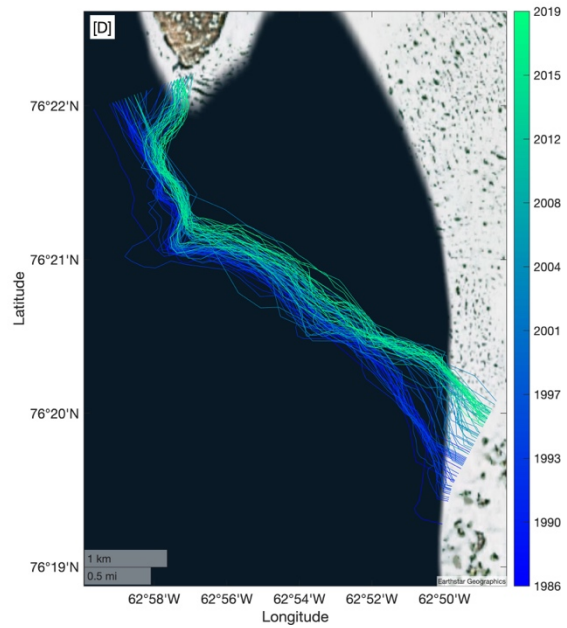 [D]
2019
2015
2012
2008
2004
2001
1997
1993
1990
1986
76°22'N
76°21'N
76°20'N
76°19'N
Latitude
1 km
0.5 mi
Earthstar Geographics
62°58'W 62°56'W 62°54'W 62°52'W 62°50'W
Longitude